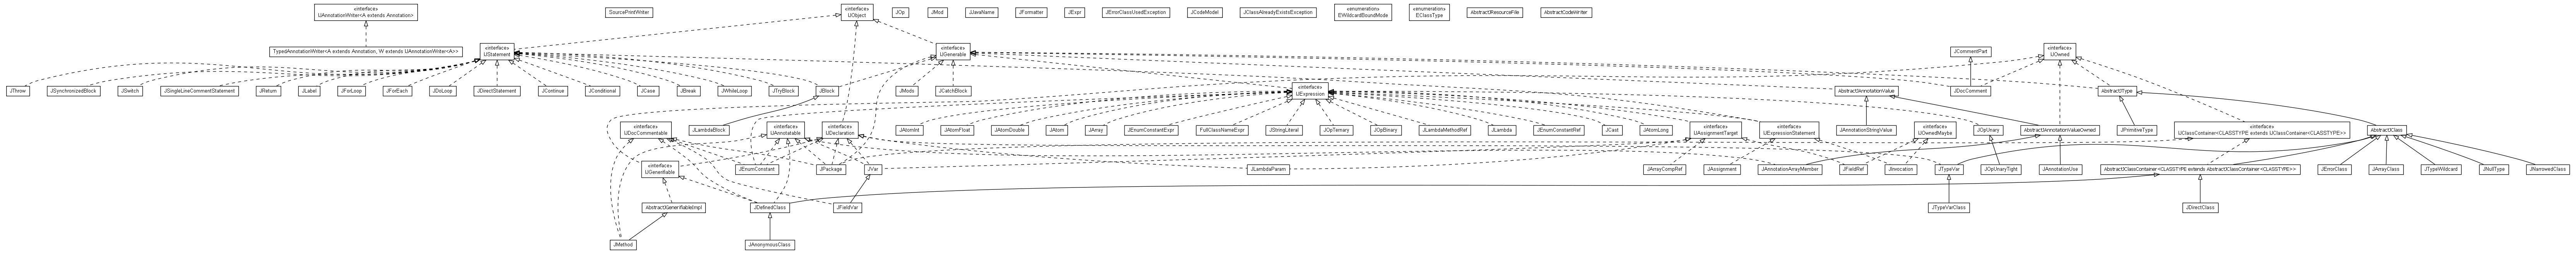 «interface»
IJAnnotationWriter<A extends Annotation>
SourcePrintWriter
«interface»
IJObject
JOp
JMod
JJavaName
JFormatter
JExpr
JErrorClassUsedException
JCodeModel
JClassAlreadyExistsException
«enumeration»
EWildcardBoundMode
«enumeration»
EClassType
AbstractJResourceFile
AbstractCodeWriter
TypedAnnotationWriter<A extends Annotation, W extends IJAnnotationWriter<A>>
«interface»
IJStatement
«interface»
IJGenerable
JCommentPart
«interface»
IJOwned
JThrow
JSynchronizedBlock
JSwitch
JSingleLineCommentStatement
JReturn
JLabel
JForLoop
JForEach
JDoLoop
JDirectStatement
JContinue
JConditional
JCase
JBreak
JWhileLoop
JTryBlock
JBlock
JMods
JCatchBlock
«interface»
IJExpression
AbstractJAnnotationValue
JDocComment
AbstractJType
JLambdaBlock
«interface»
IJDocCommentable
«interface»
IJAnnotatable
«interface»
IJDeclaration
JAtomInt
JAtomFloat
JAtomDouble
JAtom
JArray
JEnumConstantExpr
FullClassNameExpr
JStringLiteral
JOpTernary
JOpBinary
JLambdaMethodRef
JLambda
JEnumConstantRef
JCast
JAtomLong
«interface»
IJAssignmentTarget
«interface»
IJExpressionStatement
JAnnotationStringValue
«interface»
IJOwnedMaybe
JOpUnary
AbstractJAnnotationValueOwned
JPrimitiveType
«interface»
IJClassContainer<CLASSTYPE extends IJClassContainer<CLASSTYPE>>
AbstractJClass
«interface»
IJGenerifiable
JEnumConstant
JPackage
JVar
JLambdaParam
JArrayCompRef
JAssignment
JAnnotationArrayMember
JFieldRef
JInvocation
JTypeVar
JOpUnaryTight
JAnnotationUse
AbstractJClassContainer<CLASSTYPE extends AbstractJClassContainer<CLASSTYPE>>
JErrorClass
JArrayClass
JTypeWildcard
JNullType
JNarrowedClass
AbstractJGenerifiableImpl
JDefinedClass
JFieldVar
JTypeVarClass
JDirectClass
JMethod
JAnonymousClass